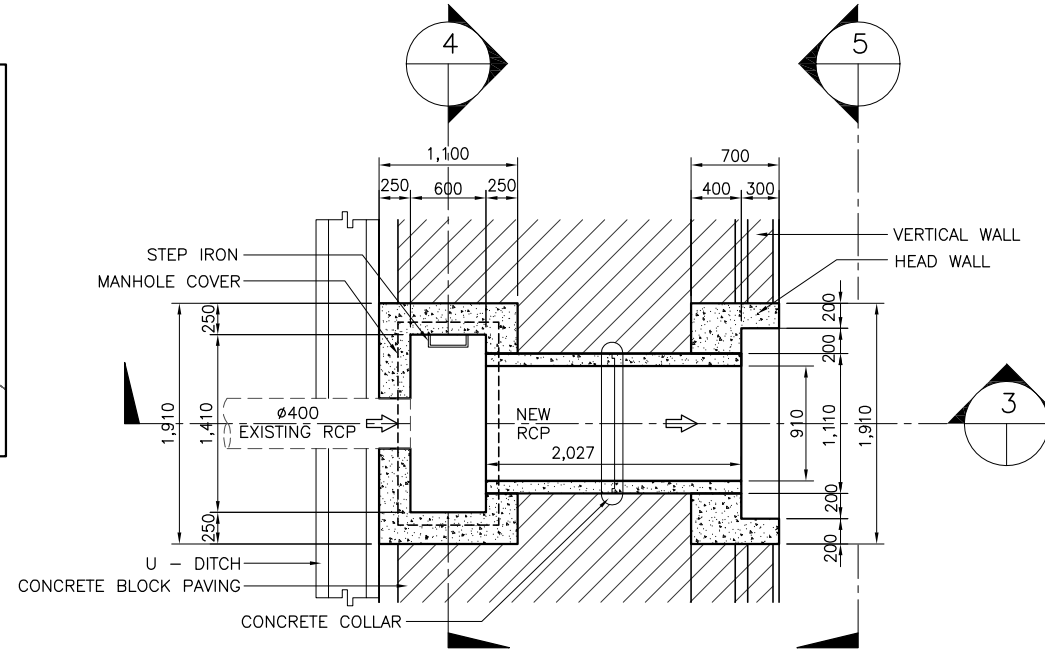 4
5
1,100
700
250
600
250
400
300
STEP IRON
MANHOLE COVER
VERTICAL WALL
HEAD WALL
250
200
200
1,910
1,410
Ø400
EXISTING RCP
NEW
RCP
2,027
910
1,110
1,910
3
250
200
200
U - DITCH
CONCRETE BLOCK PAVING
CONCRETE COLLAR